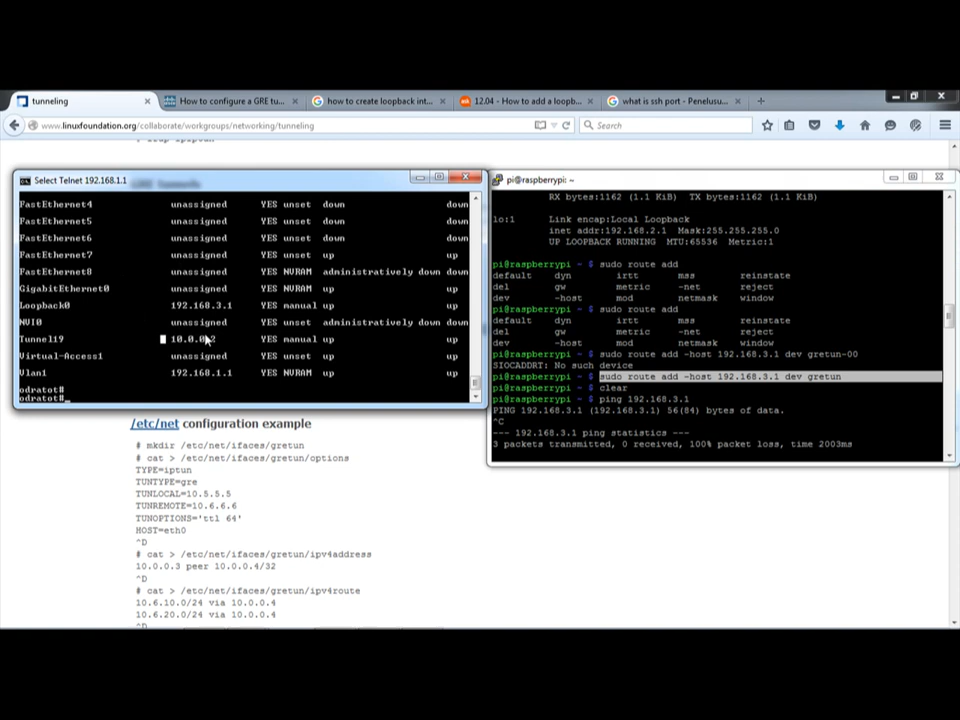 tunneling
How to configure a GRE tu...
how to create loopback int...
12.04 - How to add a loopb...
what is ssh port - Penelusu...
www.linuxfoundation.org/collaborate/workgroups/networking/tunneling
Search
Select Telnet 192.168.1.1
FastEthernet4 unassigned YES unset down down
FastEthernet5 unassigned YES unset down down
FastEthernet6 unassigned YES unset down down
FastEthernet7 unassigned YES unset up up
FastEthernet8 unassigned YES NVRAM administratively down down
GigabitEthernet0 unassigned YES NVRAM up up
Loopback0 192.168.3.1 YES manual up up
NVI0 unassigned YES unset administratively down down
Tunnel19 10.0.0.2 YES manual up up
Virtual-Access1 unassigned YES unset up up
Vlan1 192.168.1.1 YES NVRAM up up
odratot#
odratot#_
pi@raspberrypi: ~
RX bytes:1162 (1.1 KiB) TX bytes:1162 (1.1 KiB)
lo:1 Link encap:Local Loopback
inet addr:192.168.2.1 Mask:255.255.255.0
UP LOOPBACK RUNNING MTU:65536 Metric:1
pi@raspberrypi ~ $ sudo route add
default dyn irtt mss reinstate
del gw metric -net reject
dev -host mod netmask window
pi@raspberrypi ~ $ sudo route add
default dyn irtt mss reinstate
del gw metric -net reject
dev -host mod netmask window
pi@raspberrypi ~ $ sudo route add -host 192.168.3.1 dev gretun-00
SIOCADDRT: No such device
pi@raspberrypi ~ $ sudo route add -host 192.168.3.1 dev gretun
pi@raspberrypi ~ $ clear
pi@raspberrypi ~ $ ping 192.168.3.1
PING 192.168.3.1 (192.168.3.1) 56(84) bytes of data.
^C
--- 192.168.3.1 ping statistics ---
3 packets transmitted, 0 received, 100% packet loss, time 2003ms
/etc/net configuration example
# mkdir /etc/net/ifaces/gretun
# cat > /etc/net/ifaces/gretun/options
TYPE=iptun
TUNTYPE=gre
TUNLOCAL=10.5.5.5
TUNREMOTE=10.6.6.6
TUNOPTIONS='ttl 64'
HOST=eth0
^D
# cat > /etc/net/ifaces/gretun/ipv4address
10.0.0.3 peer 10.0.0.4/32
^D
# cat > /etc/net/ifaces/gretun/ipv4route
10.6.10.0/24 via 10.0.0.4
10.6.20.0/24 via 10.0.0.4
^D